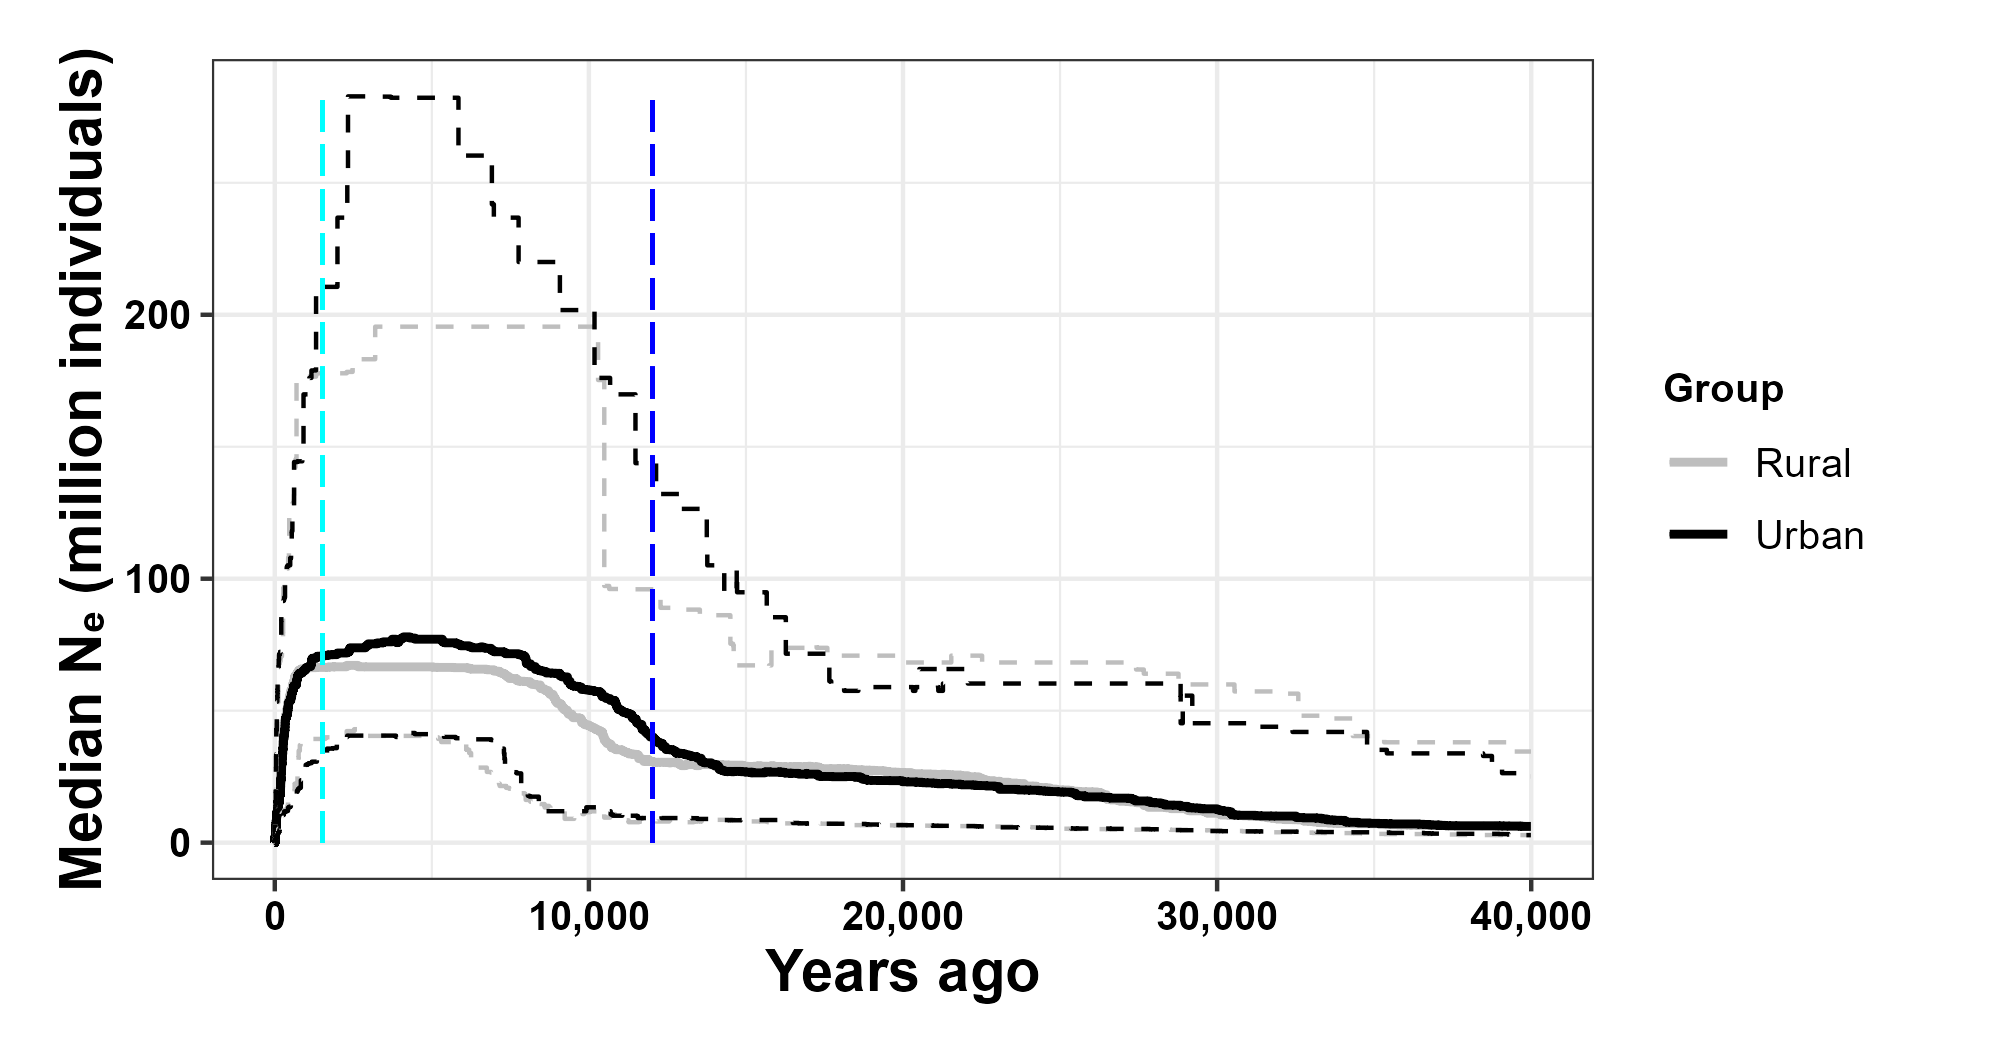 Median Ne (million individuals)
200
100
0
0
10,000
20,000
30,000
40,000
Years ago
Group
Rural
Urban